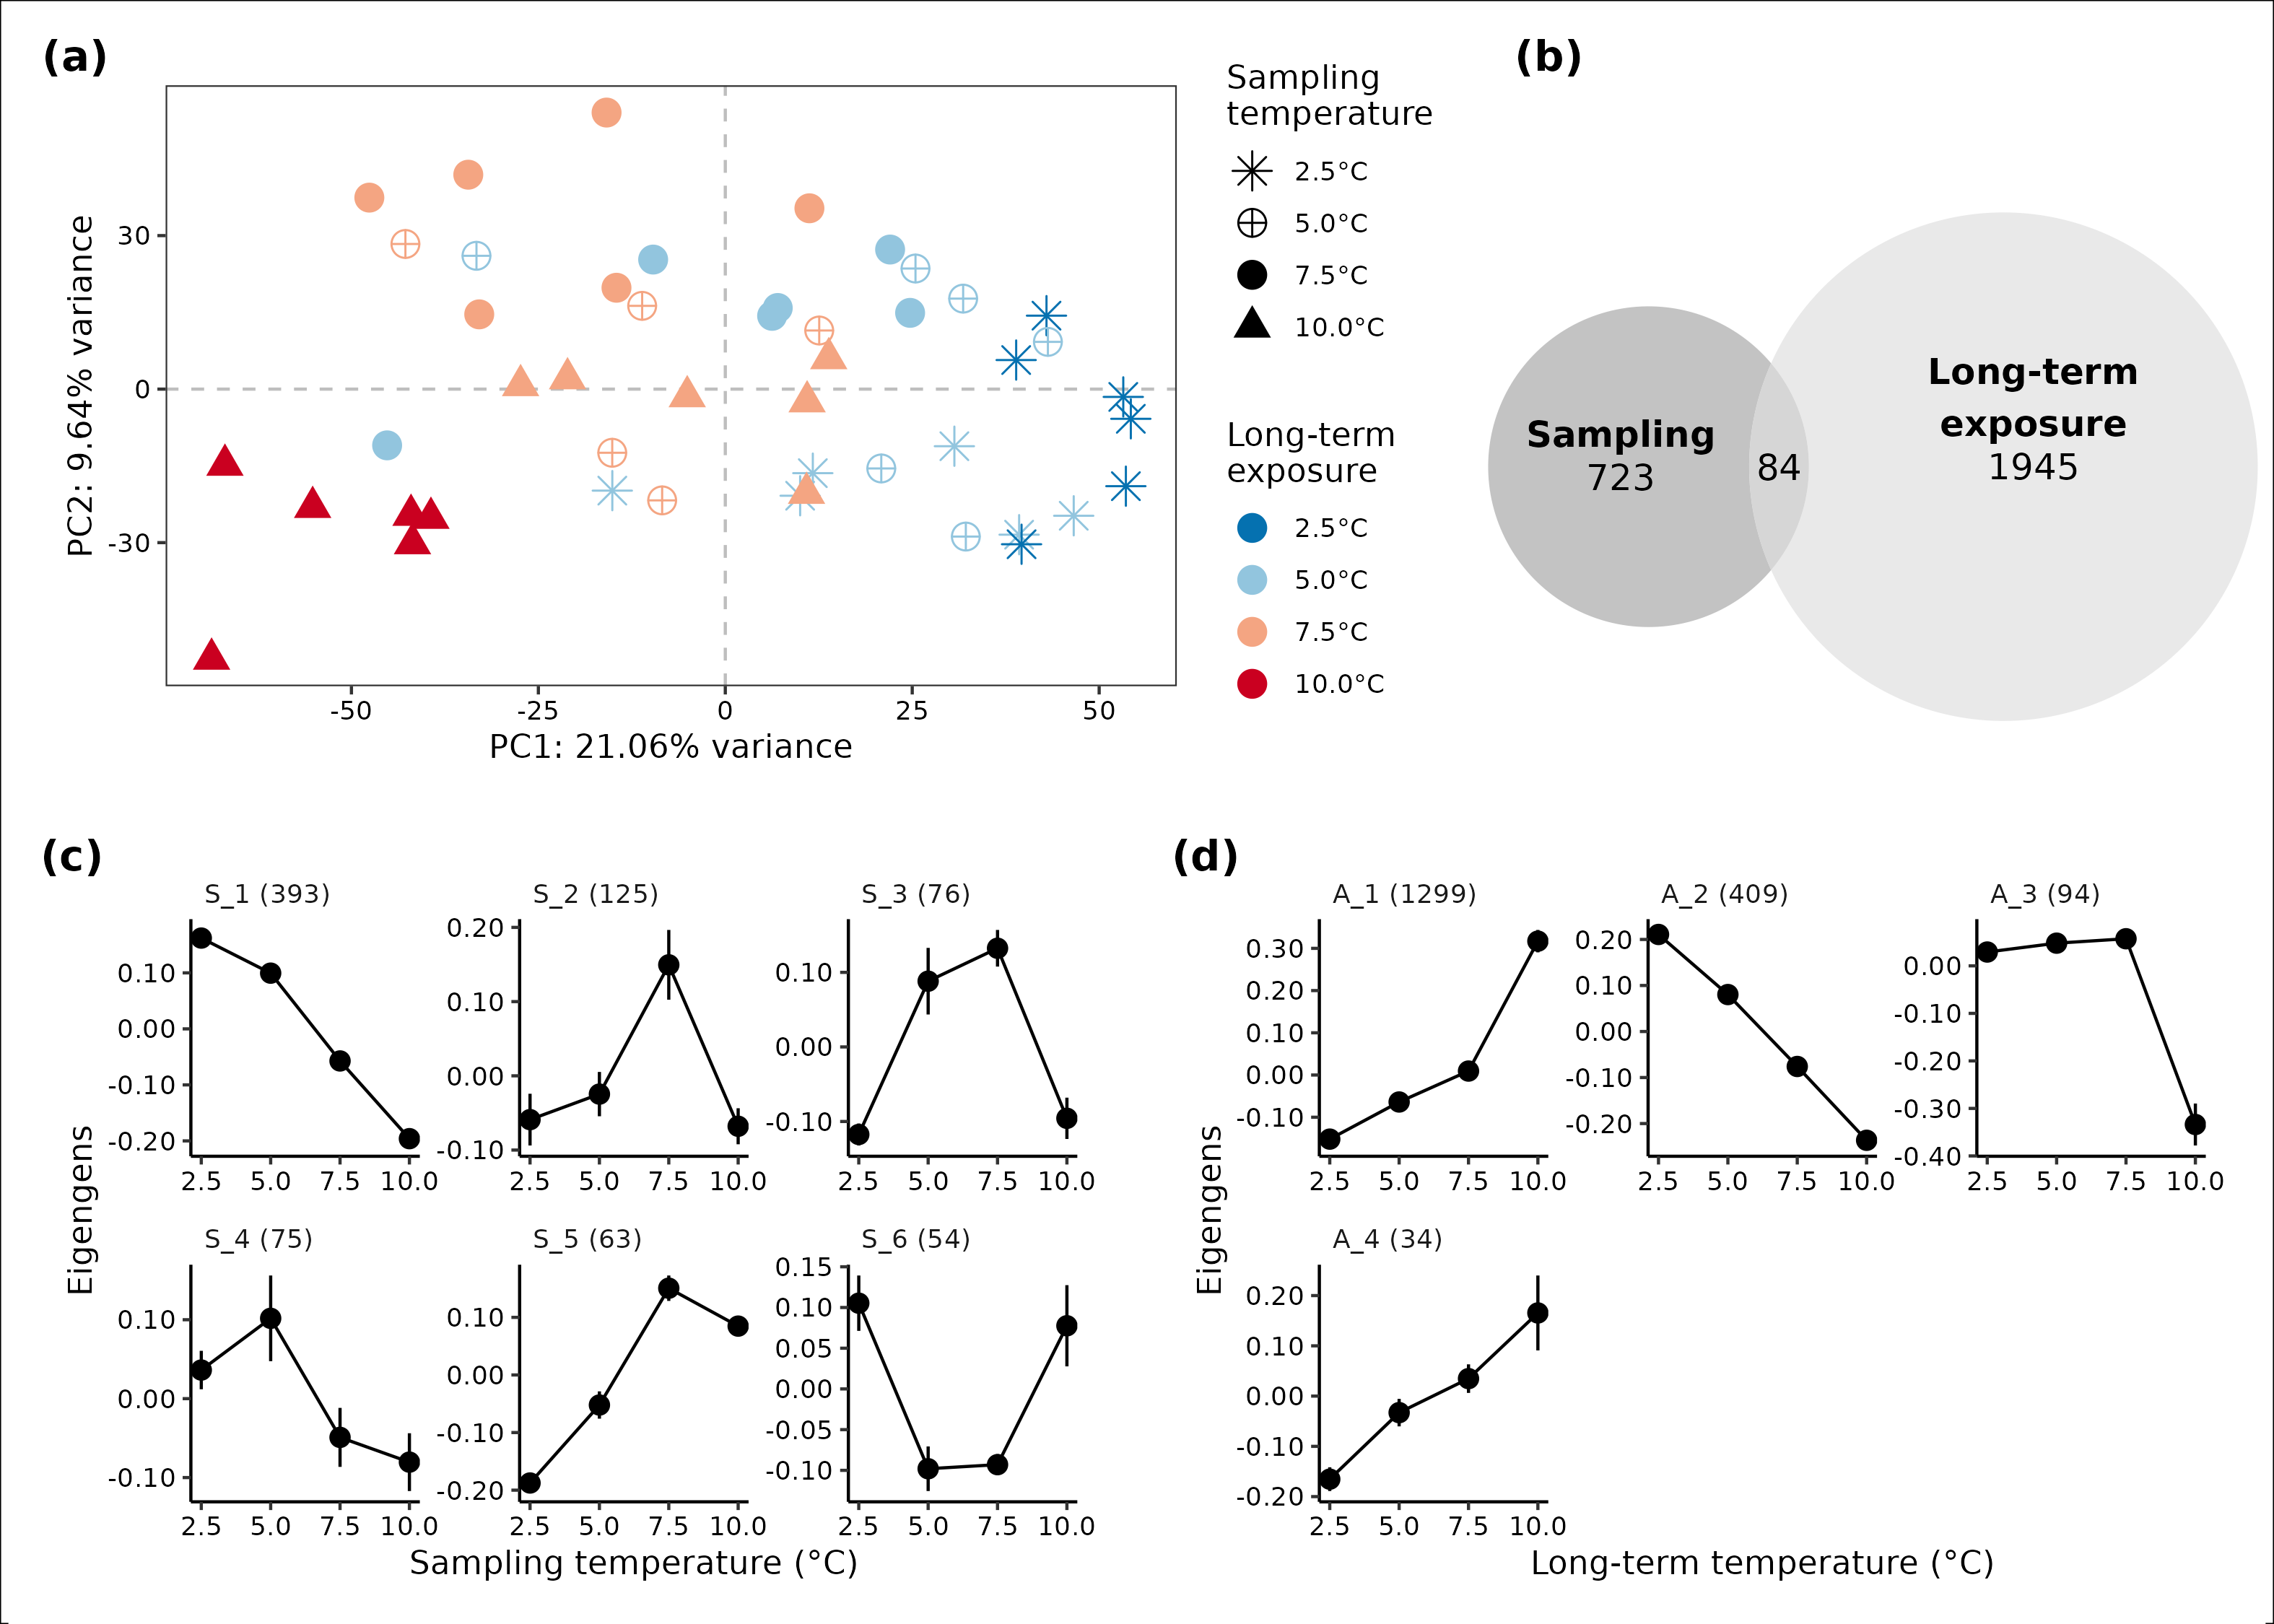 (a)
30
0
-30
PC2: 9.64% variance
-50
-25
0
25
50
PC1: 21.06% variance
Sampling
temperature
2.5°C
5.0°C
7.5°C
10.0°C
Long-term
exposure
2.5°C
5.0°C
7.5°C
10.0°C
(b)
Sampling
723
84
Long-term
exposure
1945
(c)
Eigengens
S_1 (393)
0.10
0.00
-0.10
-0.20
2.5 5.0 7.5 10.0
S_2 (125)
0.20
0.10
0.00
-0.10
2.5 5.0 7.5 10.0
S_3 (76)
0.10
0.00
-0.10
2.5 5.0 7.5 10.0
S_4 (75)
0.10
0.00
-0.10
2.5 5.0 7.5 10.0
S_5 (63)
0.10
0.00
-0.10
-0.20
2.5 5.0 7.5 10.0
S_6 (54)
0.15
0.10
0.05
0.00
-0.05
-0.10
2.5 5.0 7.5 10.0
Sampling temperature (°C)
(d)
Eigengens
A_1 (1299)
0.30
0.20
0.10
0.00
-0.10
2.5 5.0 7.5 10.0
A_2 (409)
0.20
0.10
0.00
-0.10
-0.20
2.5 5.0 7.5 10.0
A_3 (94)
0.00
-0.10
-0.20
-0.30
-0.40
2.5 5.0 7.5 10.0
A_4 (34)
0.20
0.10
0.00
-0.10
-0.20
2.5 5.0 7.5 10.0
Long-term temperature (°C)